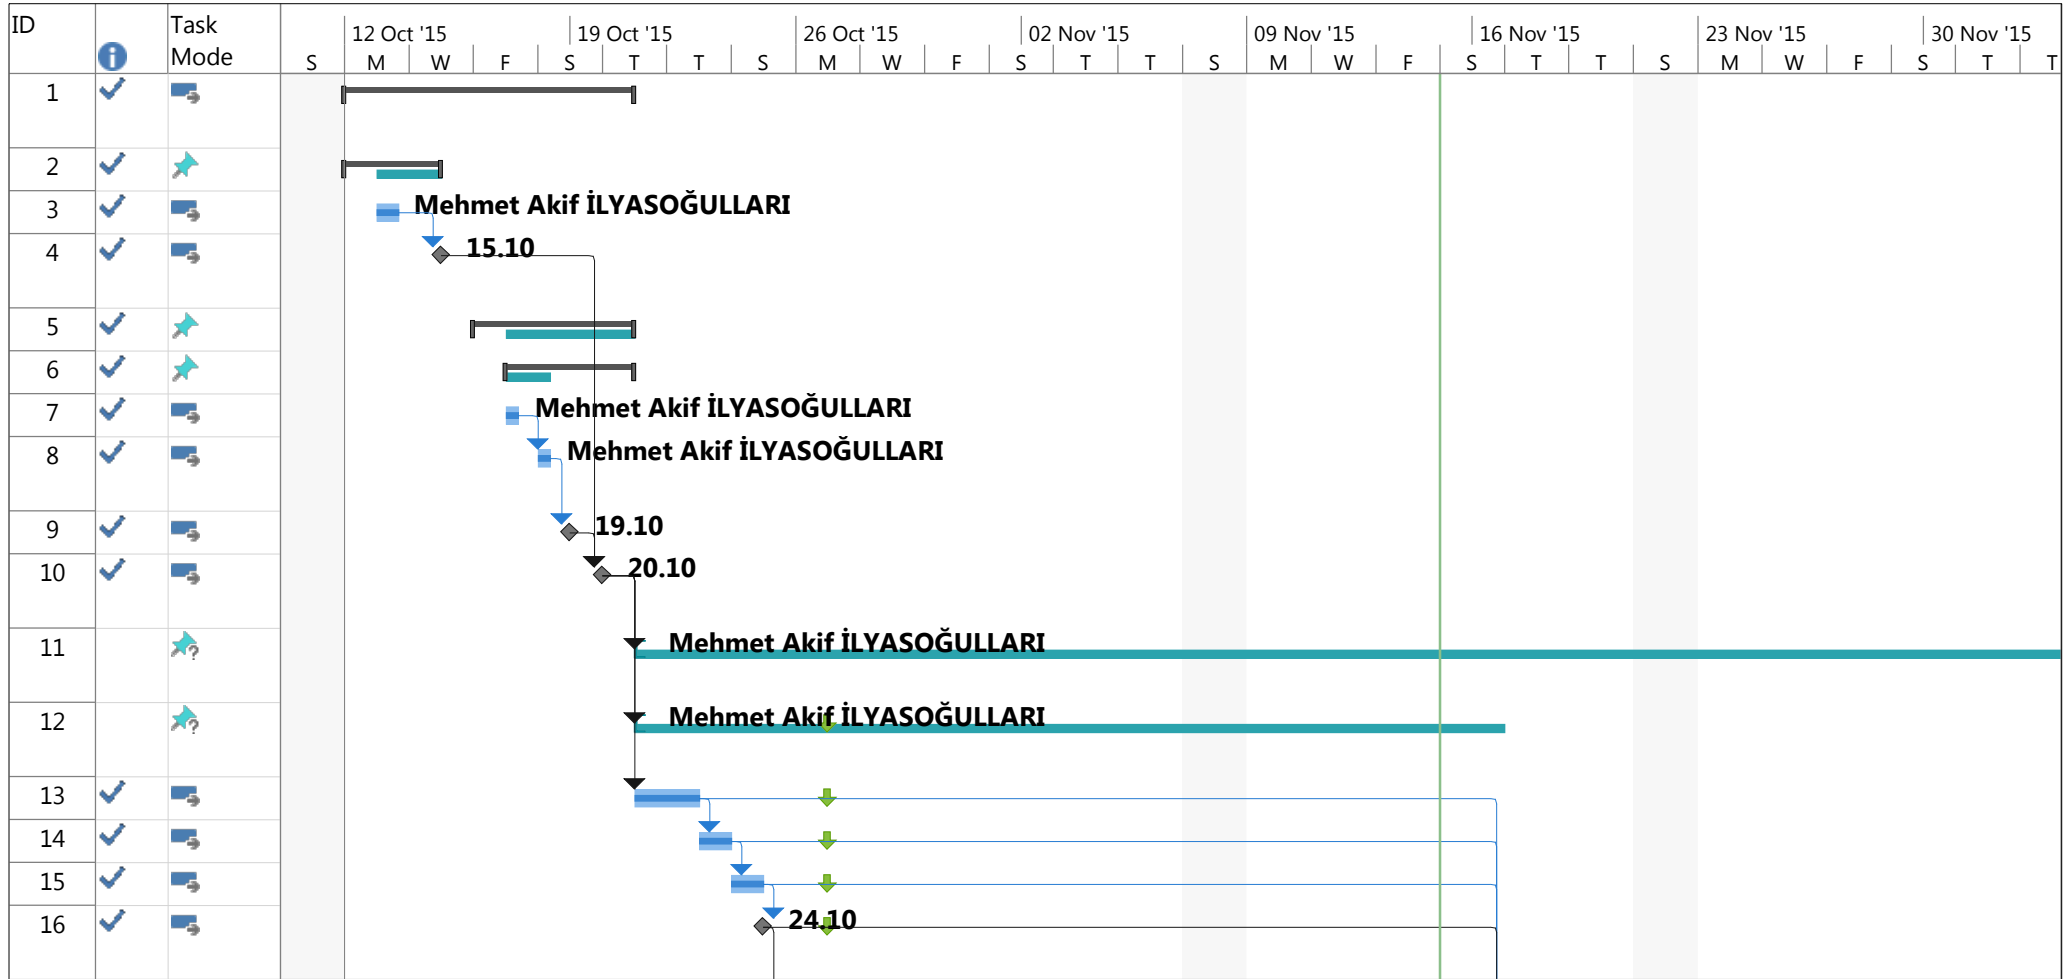 ID Task Mode 12 Oct '15 19 Oct '15 26 Oct '15 02 Nov '15 09 Nov '15 16 Nov '15 23 Nov '15 30 Nov '15
S M W F S T T S M W F S T T S M W F S T T S M W F S T T
1
2
3 Mehmet Akif İLYASOĞULLARI
4 15.10
5
6
7 Mehmet Akif İLYASOĞULLARI
8 Mehmet Akif İLYASOĞULLARI
9 19.10
10 20.10
11 Mehmet Akif İLYASOĞULLARI
12 Mehmet Akif İLYASOĞULLARI
13
14
15
16 24.10